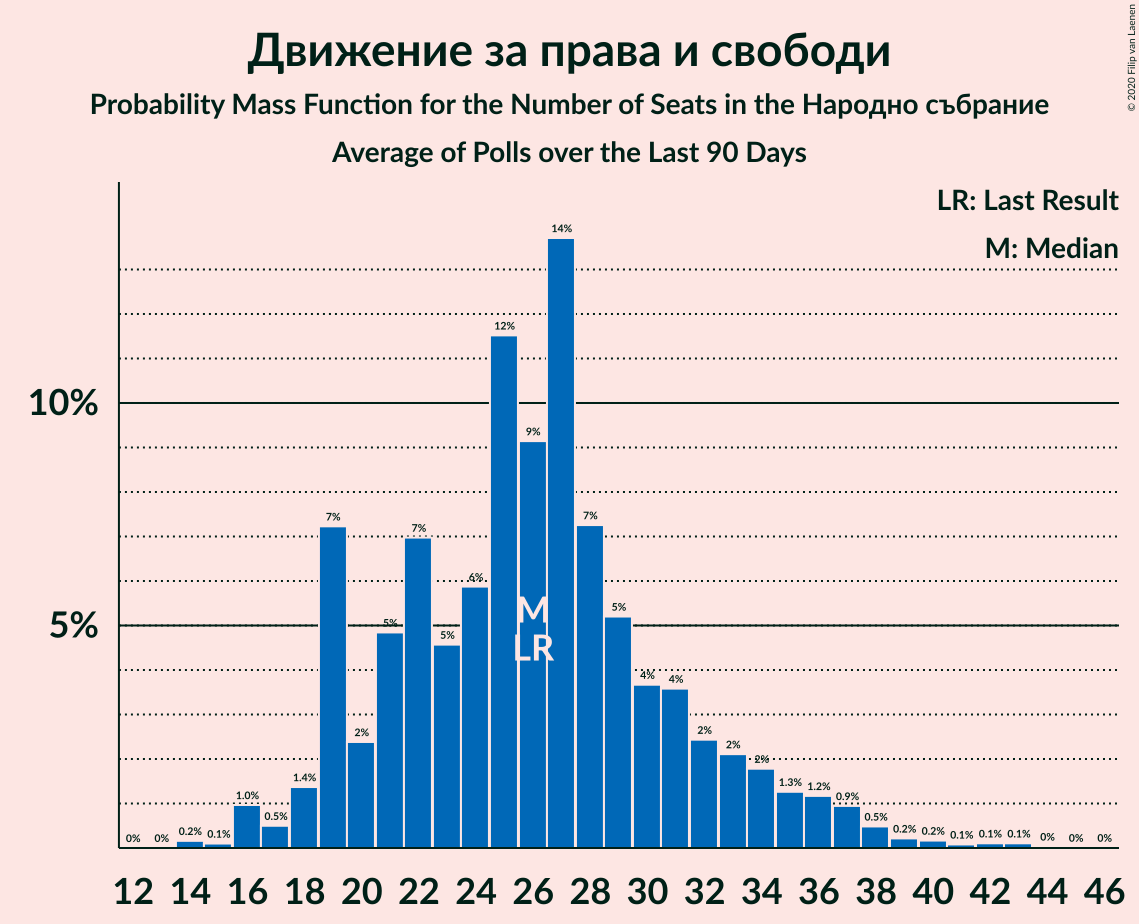 Движение за права и свободи
Probability Mass Function for the Number of Seats in the Народно събрание
Average of Polls over the Last 90 Days
© 2020 Filip van Laenen
LR: Last Result
M: Median
10%
5%
0% 0% 0.2% 0.1% 1.0% 0.5% 1.4% 7% 2% 5% 7% 5% 6% 12% 9% 14% 7% 5% 4% 4% 2% 2% 2% 1.3% 1.2% 0.9% 0.5% 0.2% 0.2% 0.1% 0.1% 0.1% 0% 0% 0%
M
LR
12 14 16 18 20 22 24 26 28 30 32 34 36 38 40 42 44 46